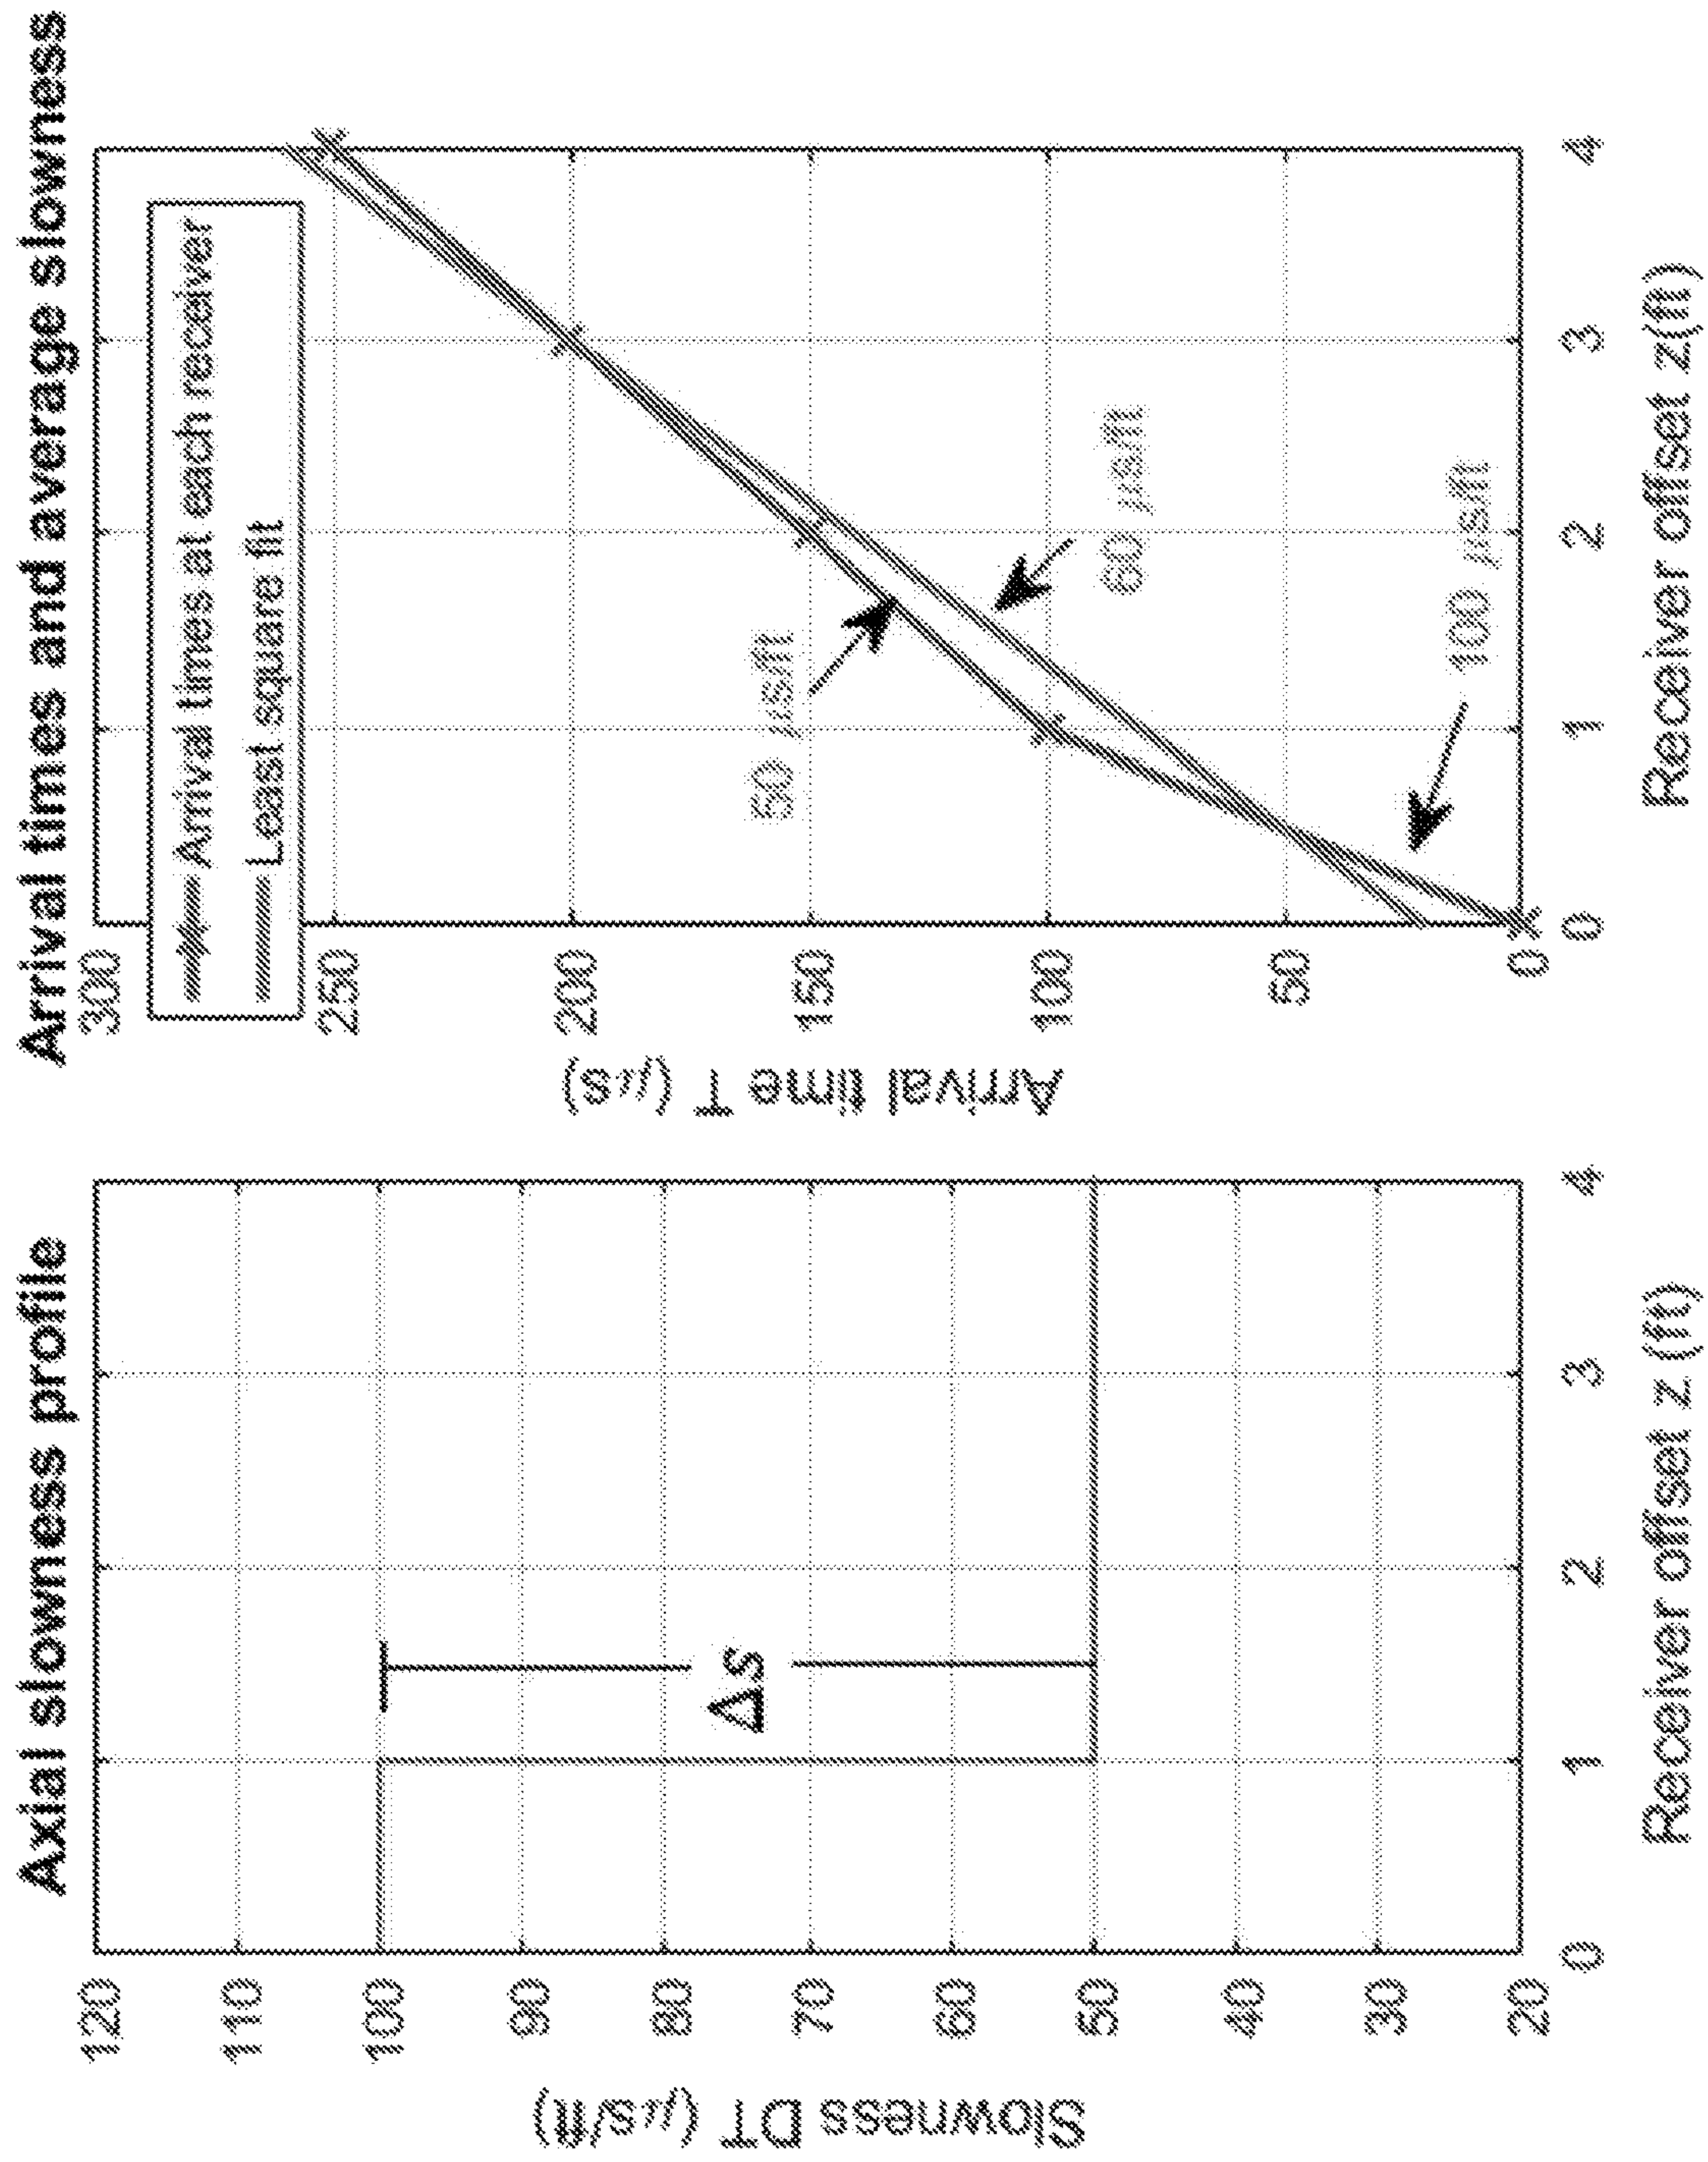 Axial slowness profile
120
110
100
90
80
70
60
50
40
30
20
Slowness DT (μs/ft)
Δs
0
1
2
3
4
Receiver offset z (ft)
Arrival times and average slowness
300
250
200
150
100
50
0
Arrival time T (μs)
Arrival times at each receiver
Least square fit
50 μs/ft
60 μs/ft
100 μs/ft
0
1
2
3
4
Receiver offset z(ft)